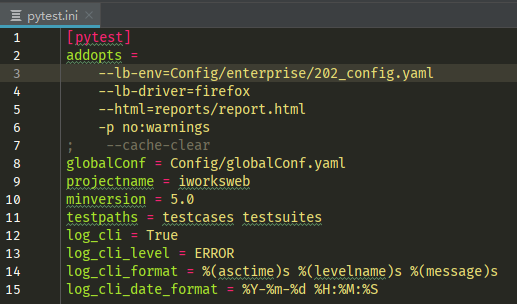 pytest.ini
1 [pytest]
2 addopts =
3     --lb-env=Config/enterprise/202_config.yaml
4     --lb-driver=firefox
5     --html=reports/report.html
6     -p no:warnings
7 ;    --cache-clear
8 globalConf = Config/globalConf.yaml
9 projectname = iworksweb
10 minversion = 5.0
11 testpaths = testcases testsuites
12 log_cli = True
13 log_cli_level = ERROR
14 log_cli_format = %(asctime)s %(levelname)s %(message)s
15 log_cli_date_format = %Y-%m-%d %H:%M:%S